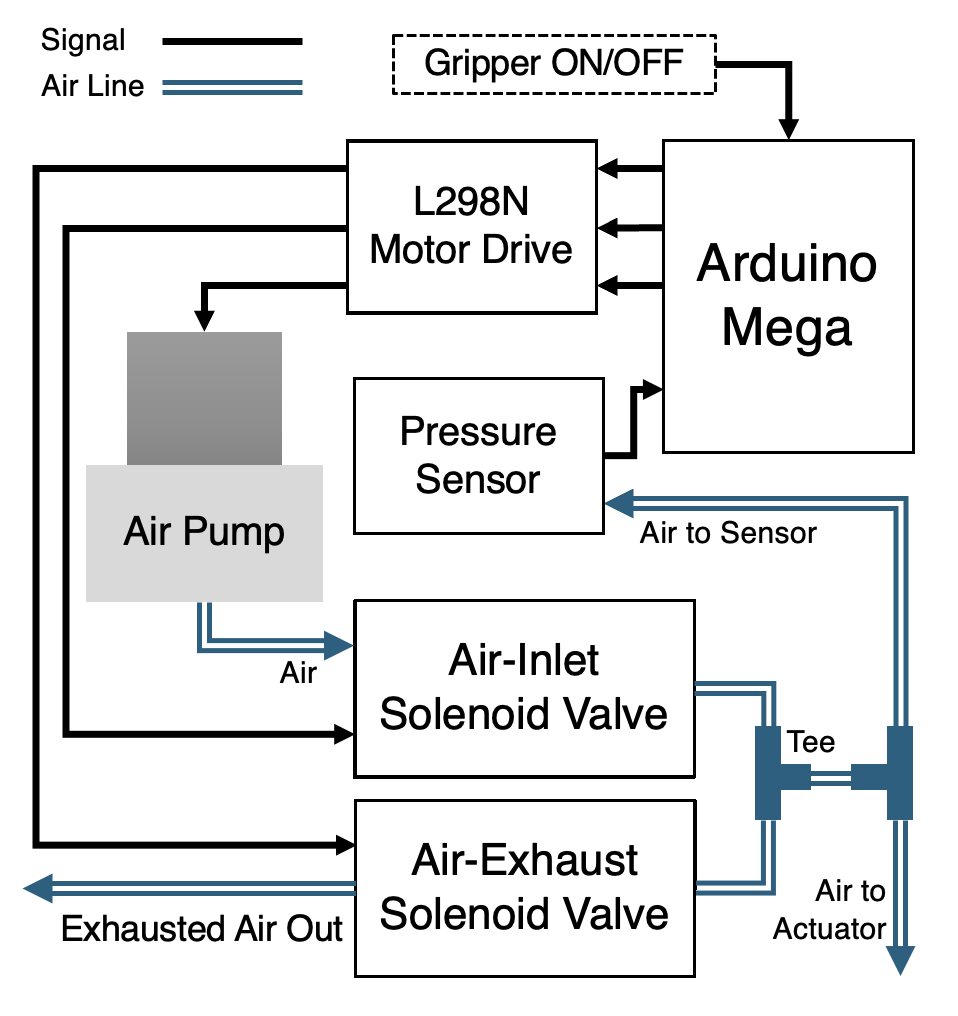 Signal
Air Line
Gripper ON/OFF
L298N
Motor Drive
Arduino
Mega
Pressure
Sensor
Air Pump
Air to Sensor
Air
Air-Inlet
Solenoid Valve
Tee
Air-Exhaust
Solenoid Valve
Air to
Actuator
Exhausted Air Out